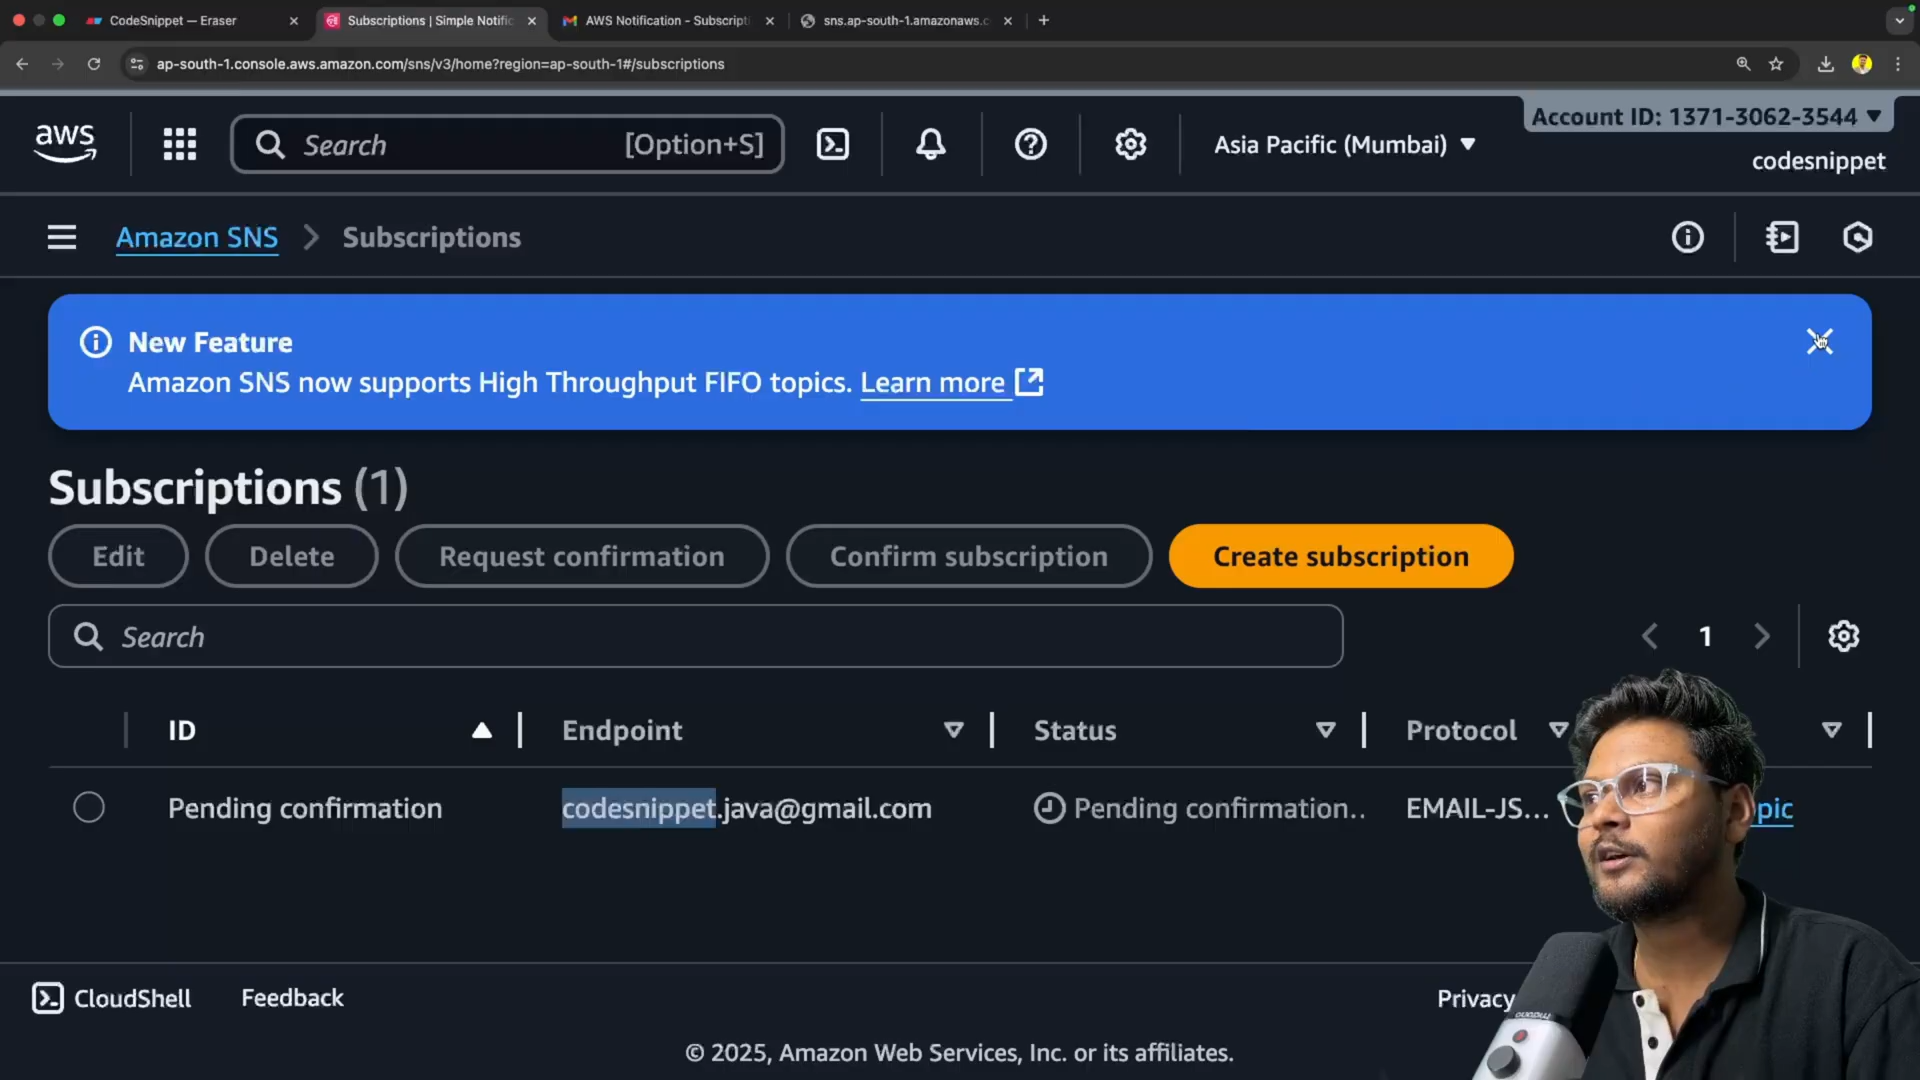 CodeSnippet — Eraser
Subscriptions | Simple Notific
AWS Notification - Subscripti
sns.ap-south-1.amazonaws.c
ap-south-1.console.aws.amazon.com/sns/v3/home?region=ap-south-1#/subscriptions
aws
Search [Option+S]
Asia Pacific (Mumbai)
Account ID: 1371-3062-3544
codesnippet
Amazon SNS
Subscriptions
New Feature
Amazon SNS now supports High Throughput FIFO topics. Learn more
Subscriptions (1)
Edit
Delete
Request confirmation
Confirm subscription
Create subscription
Search
1
ID
Endpoint
Status
Protocol
Pending confirmation
codesnippet.java@gmail.com
Pending confirmation..
EMAIL-JS...
pic
CloudShell
Feedback
Privacy
© 2025, Amazon Web Services, Inc. or its affiliates.